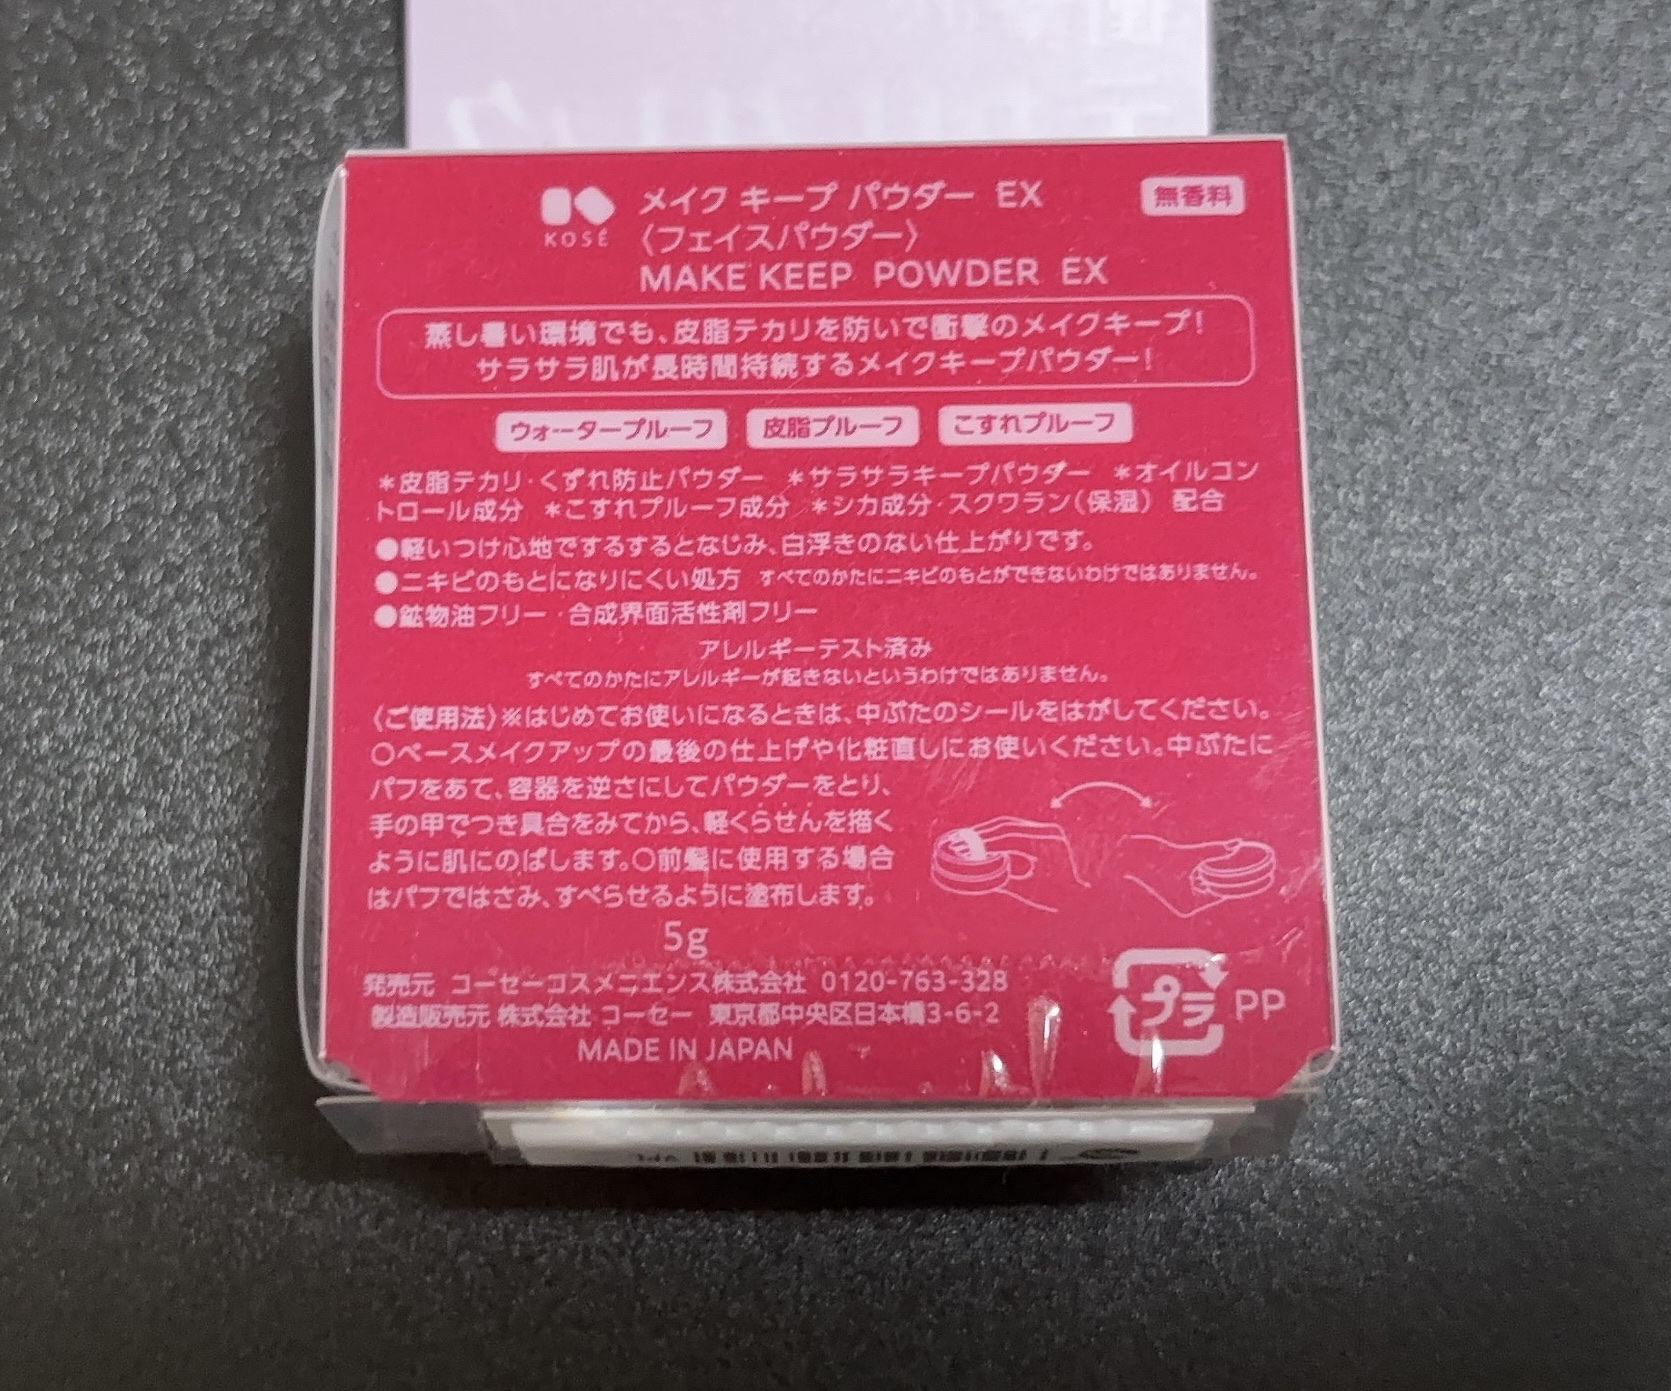 KOSÉ
メイク キープ パウダー EX
無香料
〈フェイスパウダー〉
MAKE KEEP POWDER EX
蒸し暑い環境でも、皮脂テカリを防いで衝撃のメイクキープ!
サラサラ肌が長時間持続するメイクキープパウダー!
ウォータープルーフ 皮脂プルーフ こすれプルーフ
＊皮脂テカリ・くずれ防止パウダー ＊サラサラキープパウダー ＊オイルコン
トロール成分 ＊こすれプルーフ成分 ＊シカ成分・スクワラン(保湿) 配合
●軽いつけ心地でするするとなじみ、白浮きのない仕上がりです。
●ニキビのもとになりにくい処方 すべてのかたにニキビのもとができないわけではありません。
●鉱物油フリー・合成界面活性剤フリー
アレルギーテスト済み
すべてのかたにアレルギーが起きないというわけではありません。
〈ご使用法〉※はじめてお使いになるときは、中ぶたのシールをはがしてください。
○ベースメイクアップの最後の仕上げや化粧直しにお使いください。中ぶたに
パフをあて、容器を逆さにしてパウダーをとり、
手の甲でつき具合をみてから、軽くらせんを描く
ように肌にのばします。○前髪に使用する場合
はパフではさみ、すべらせるように塗布します。
5g
発売元 コーセーコスメニエンス株式会社 0120-763-328
製造販売元 株式会社 コーセー 東京都中央区日本橋3-6-2
MADE IN JAPAN
プラ PP